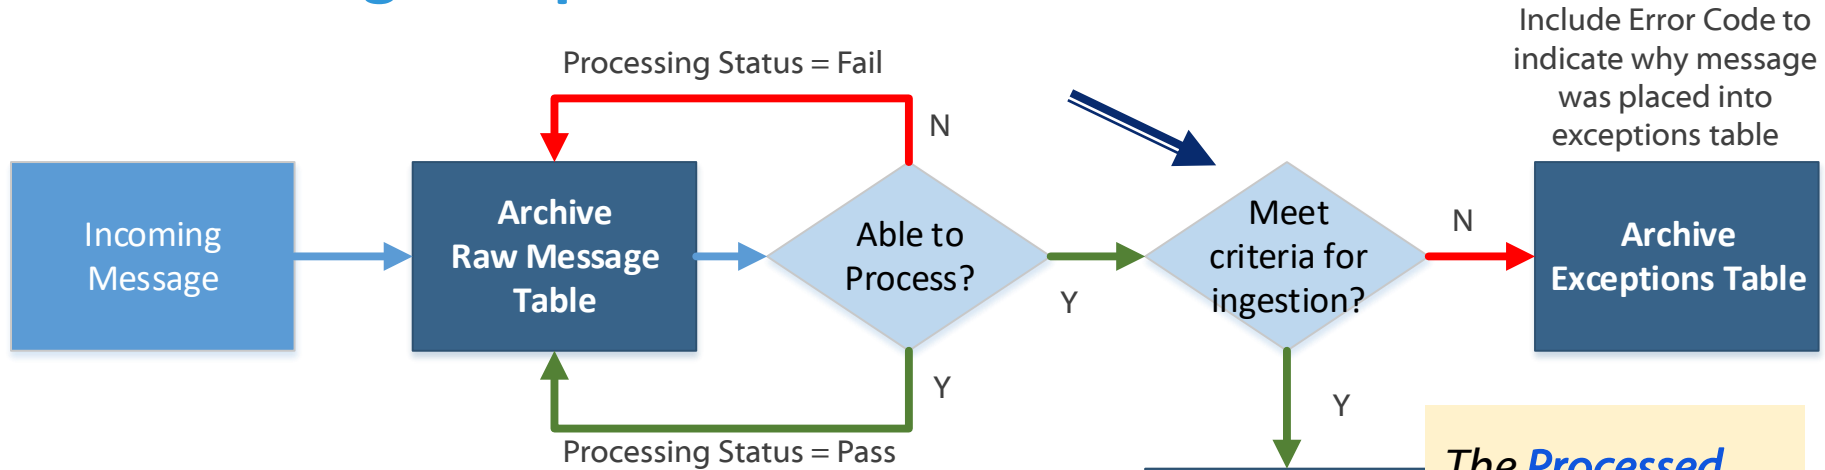 Include Error Code to
indicate why message
was placed into
exceptions table
Processing Status = Fail
N
Incoming
Message
Archive
Raw Message
Table
Able to
Process?
Y
Meet
criteria for
ingestion?
N
Archive
Exceptions Table
Y
Y
Processing Status = Pass
The Processed